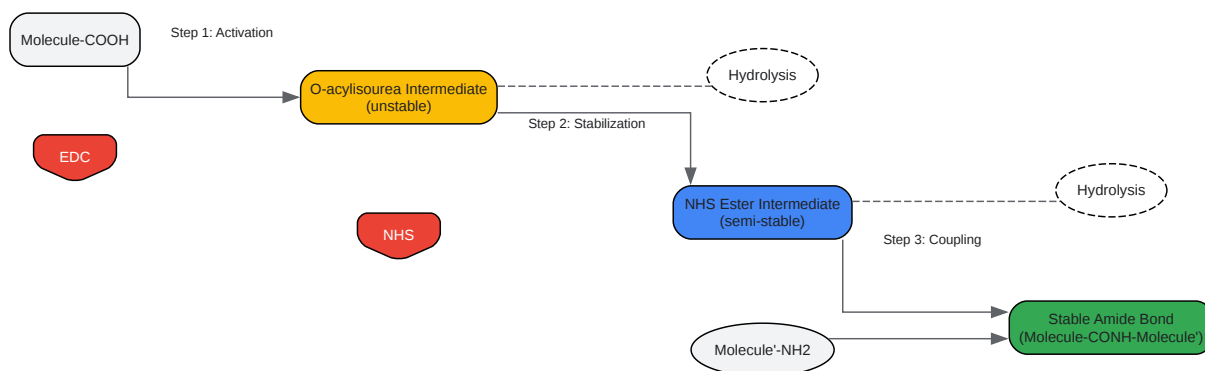 Molecule-COOH
Step 1: Activation
Hydrolysis
O-acylisourea Intermediate
(unstable)
Step 2: Stabilization
EDC
Hydrolysis
NHS Ester Intermediate
(semi-stable)
NHS
Step 3: Coupling
Stable Amide Bond
(Molecule-CONH-Molecule')
Molecule'-NH2